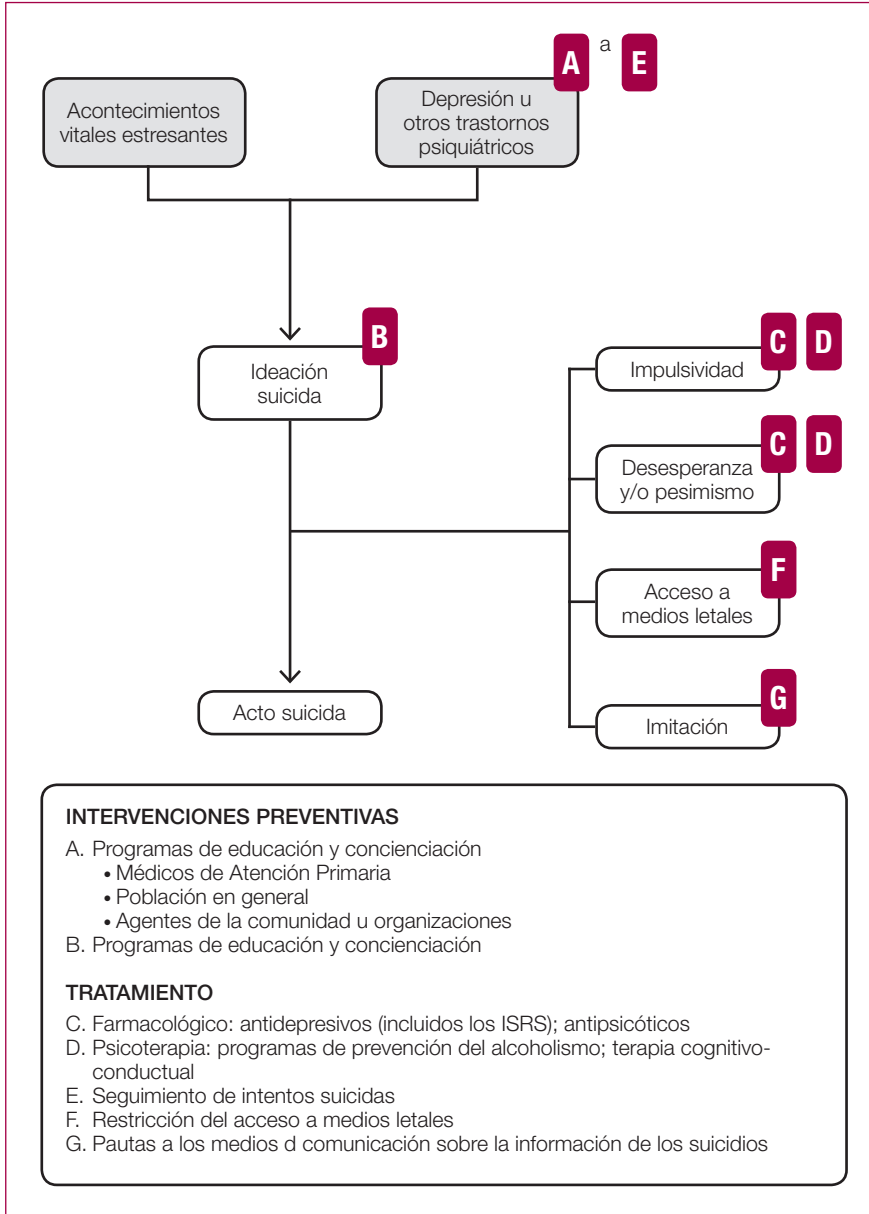 A a E
Acontecimientos
vitales estresantes
Depresión u
otros trastornos
psiquiátricos
B
Ideación
suicida
C D
Impulsividad
C D
Desesperanza
y/o pesimismo
F
Acceso a
medios letales
G
Imitación
Acto suicida
INTERVENCIONES PREVENTIVAS
A. Programas de educación y concienciación
• Médicos de Atención Primaria
• Población en general
• Agentes de la comunidad u organizaciones
B. Programas de educación y concienciación
TRATAMIENTO
C. Farmacológico: antidepresivos (incluidos los ISRS); antipsicóticos
D. Psicoterapia: programas de prevención del alcoholismo; terapia cognitivo-
conductual
E. Seguimiento de intentos suicidas
F. Restricción del acceso a medios letales
G. Pautas a los medios d comunicación sobre la información de los suicidios